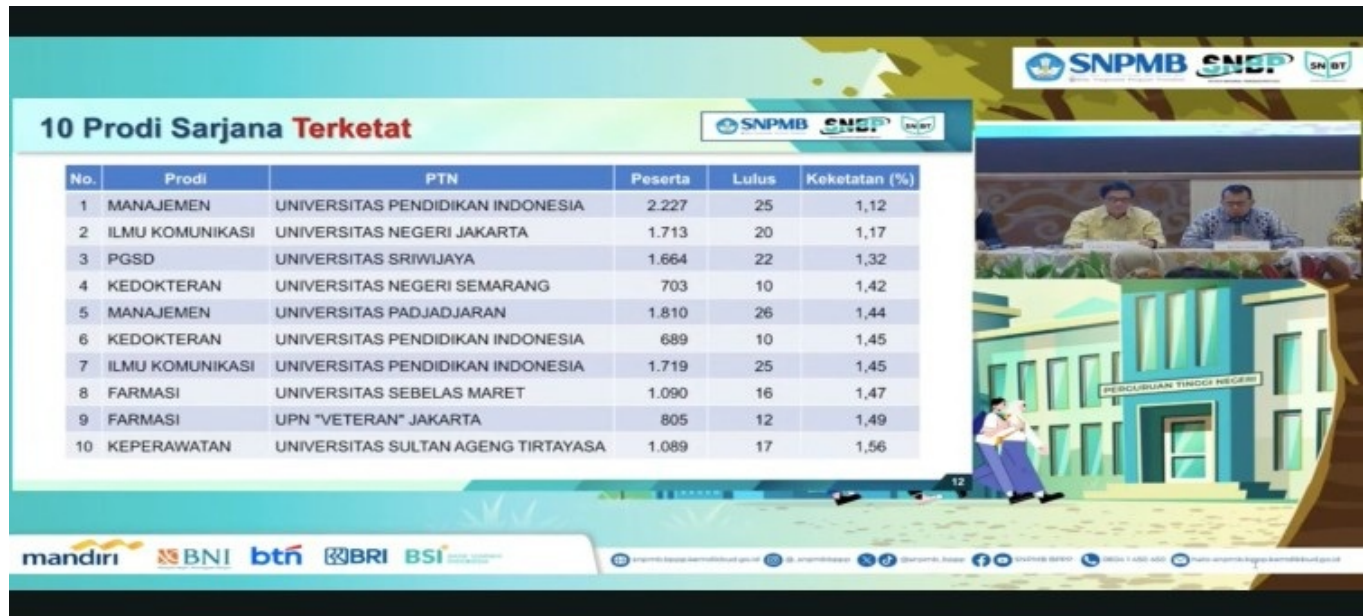 SNPMB SNBP SNBT
10 Prodi Sarjana Terketat
SNPMB SNBP SNBT
No. Prodi PTN Peserta Lulus Keketatan (%)
1 MANAJEMEN UNIVERSITAS PENDIDIKAN INDONESIA 2.227 25 1,12
2 ILMU KOMUNIKASI UNIVERSITAS NEGERI JAKARTA 1.713 20 1,17
3 PGSD UNIVERSITAS SRIWIJAYA 1.664 22 1,32
4 KEDOKTERAN UNIVERSITAS NEGERI SEMARANG 703 10 1,42
5 MANAJEMEN UNIVERSITAS PADJADJARAN 1.810 26 1,44
6 KEDOKTERAN UNIVERSITAS PENDIDIKAN INDONESIA 689 10 1,45
7 ILMU KOMUNIKASI UNIVERSITAS PENDIDIKAN INDONESIA 1.719 25 1,45
8 FARMASI UNIVERSITAS SEBELAS MARET 1.090 16 1,47
9 FARMASI UPN "VETERAN" JAKARTA 805 12 1,49
10 KEPERAWATAN UNIVERSITAS SULTAN AGENG TIRTAYASA 1.089 17 1,56
12
PERGURUAN TINGGI NEGERI
mandiri BNI btn BRI BSI
SNPMB BPPP